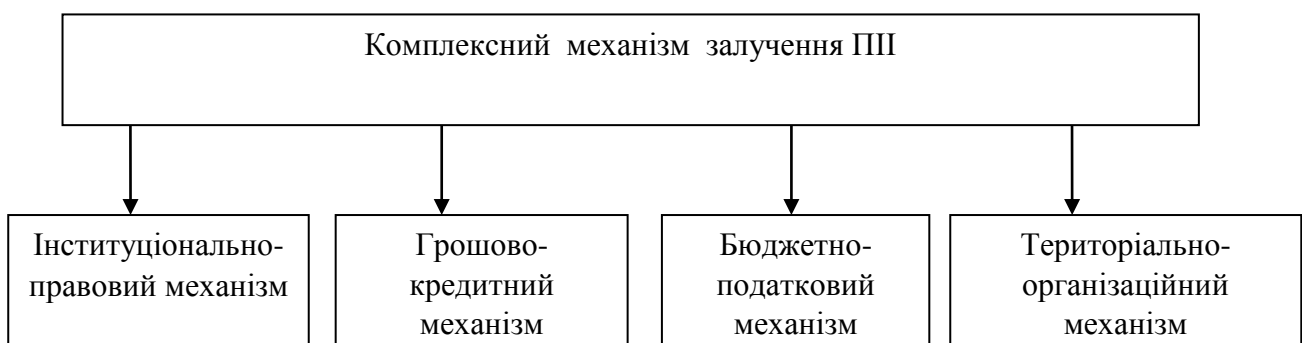 Комплексний механізм залучення ПІІ
Інституціонально-
правовий механізм
Грошово-
кредитний
механізм
Бюджетно-
податковий
механізм
Територіально-
організаційний
механізм